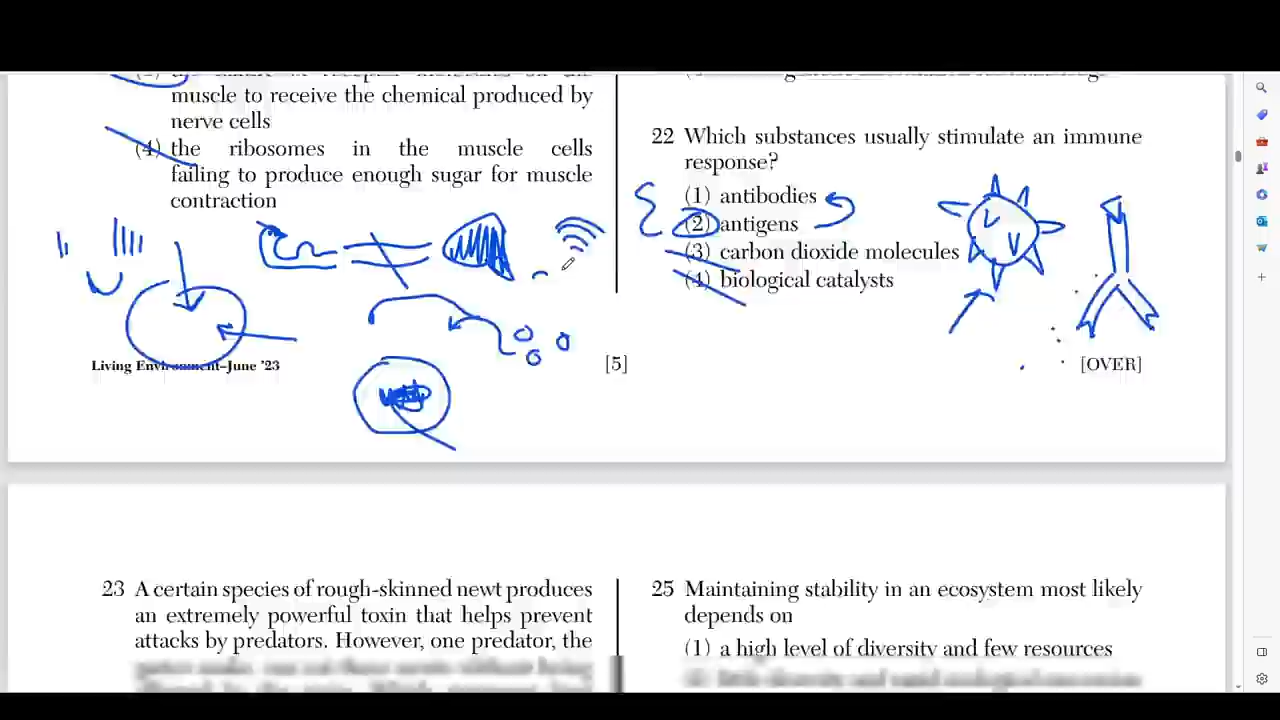 muscle to receive the chemical produced by
nerve cells
(4) the ribosomes in the muscle cells
failing to produce enough sugar for muscle
contraction
Living Environment–June ’23
[5]
22 Which substances usually stimulate an immune
response?
(1) antibodies
(2) antigens
(3) carbon dioxide molecules
(4) biological catalysts
[OVER]
23 A certain species of rough-skinned newt produces
an extremely powerful toxin that helps prevent
attacks by predators. However, one predator, the
25 Maintaining stability in an ecosystem most likely
depends on
(1) a high level of diversity and few resources